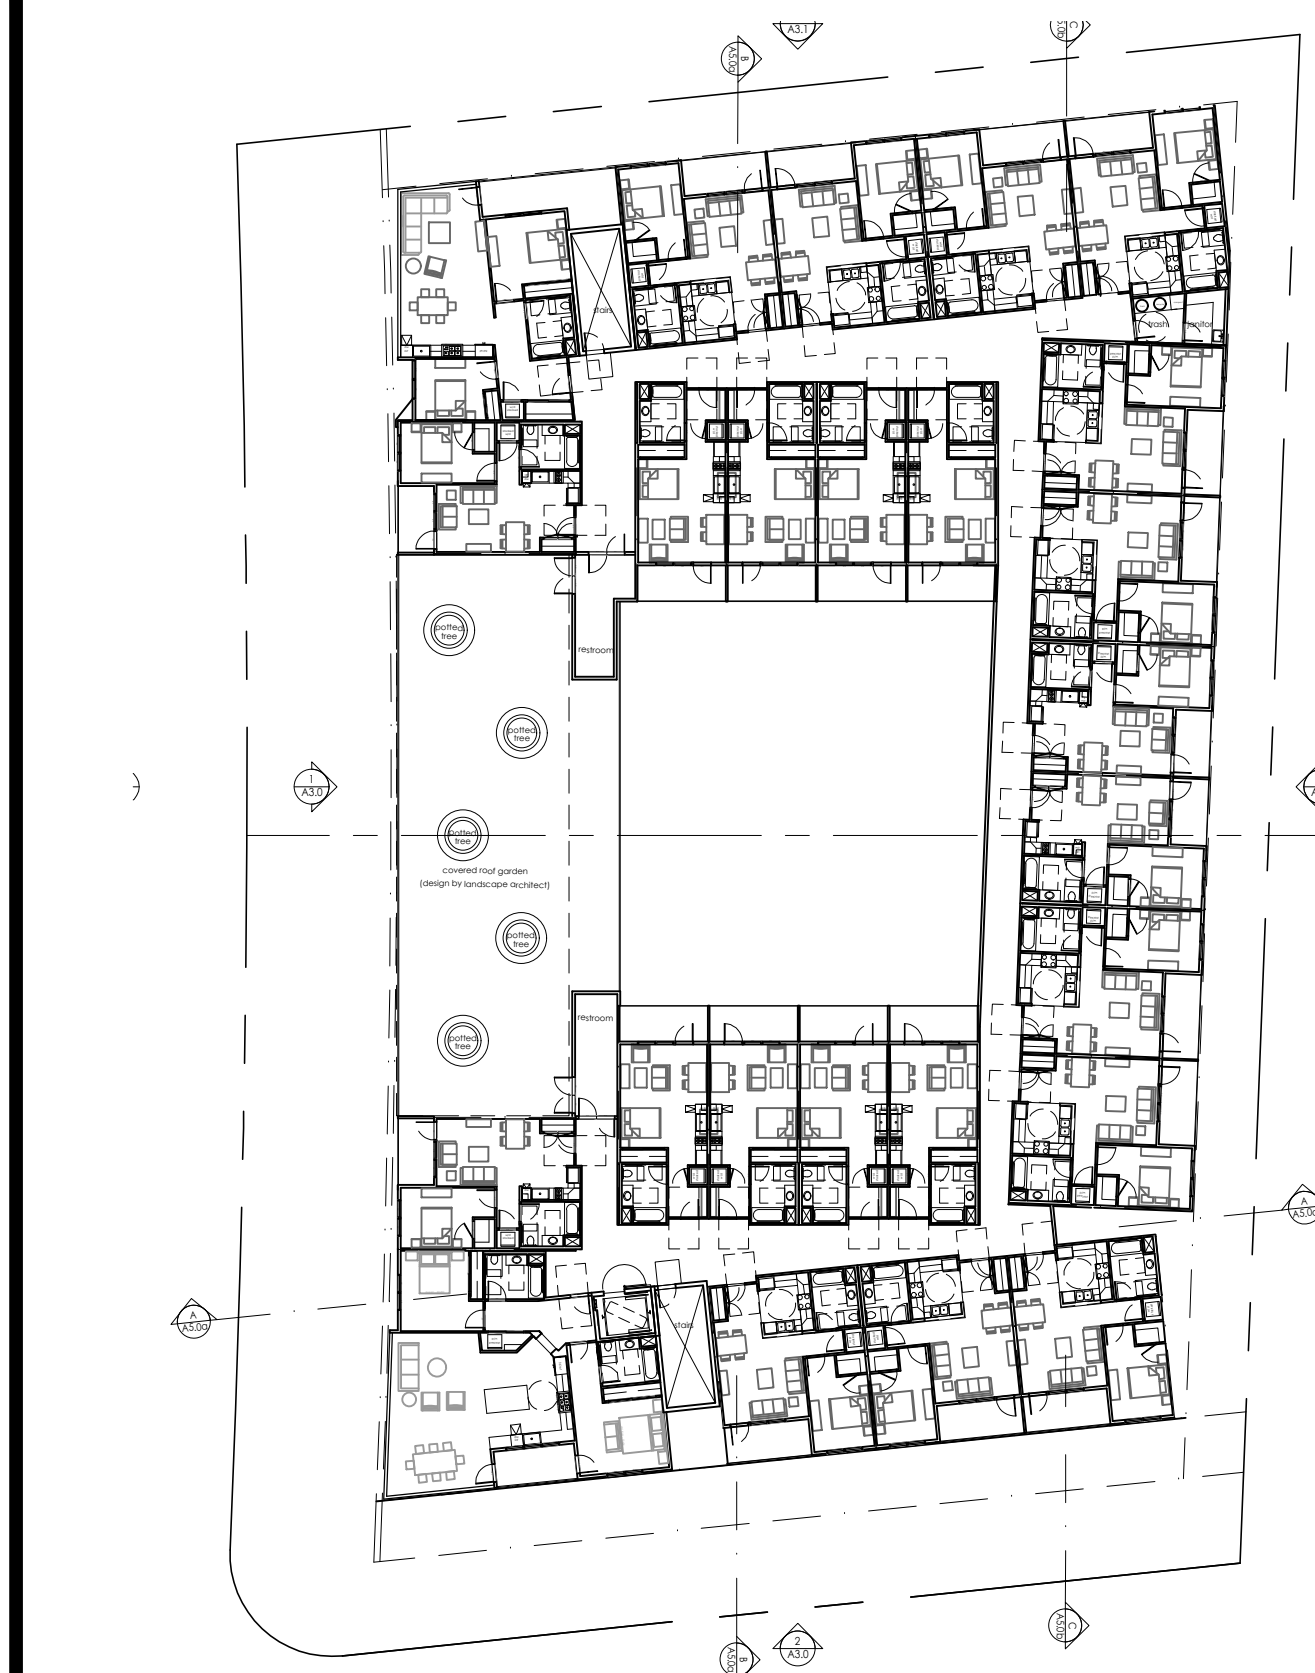 A3.1
B
A5.0a
C
5.0b
stairs
trash
janitor
potted
tree
restroom
potted
tree
1
A3.0
potted
tree
covered roof garden
(design by landscape architect)
potted
tree
restroom
potted
tree
A
A5.0a
A
A5.0a
stairs
C
A5.0b
2
A3.0
B
A5.0a